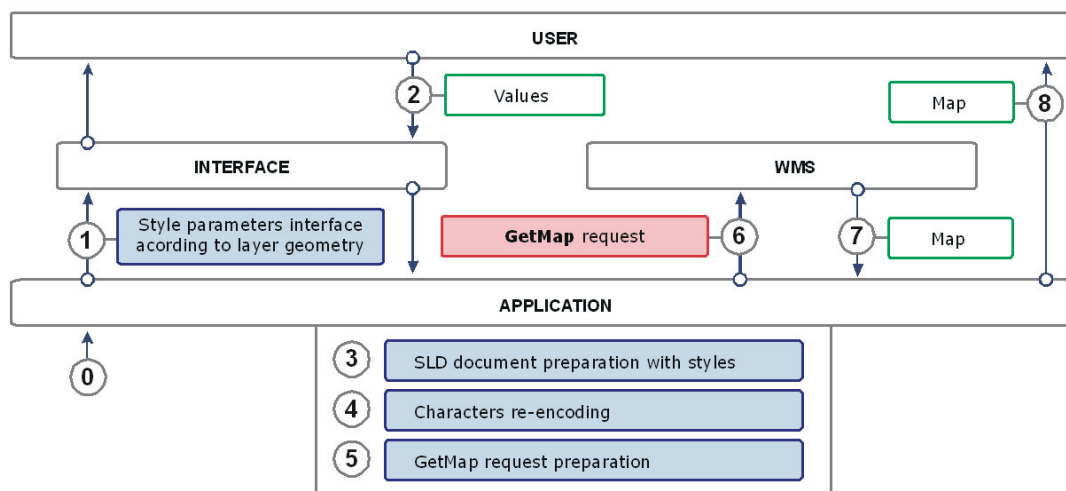 USER
2
Values
Map
8
INTERFACE
WMS
1
Style parameters interface
acording to layer geometry
GetMap request
6
7
Map
APPLICATION
0
3
SLD document preparation with styles
4
Characters re-encoding
5
GetMap request preparation